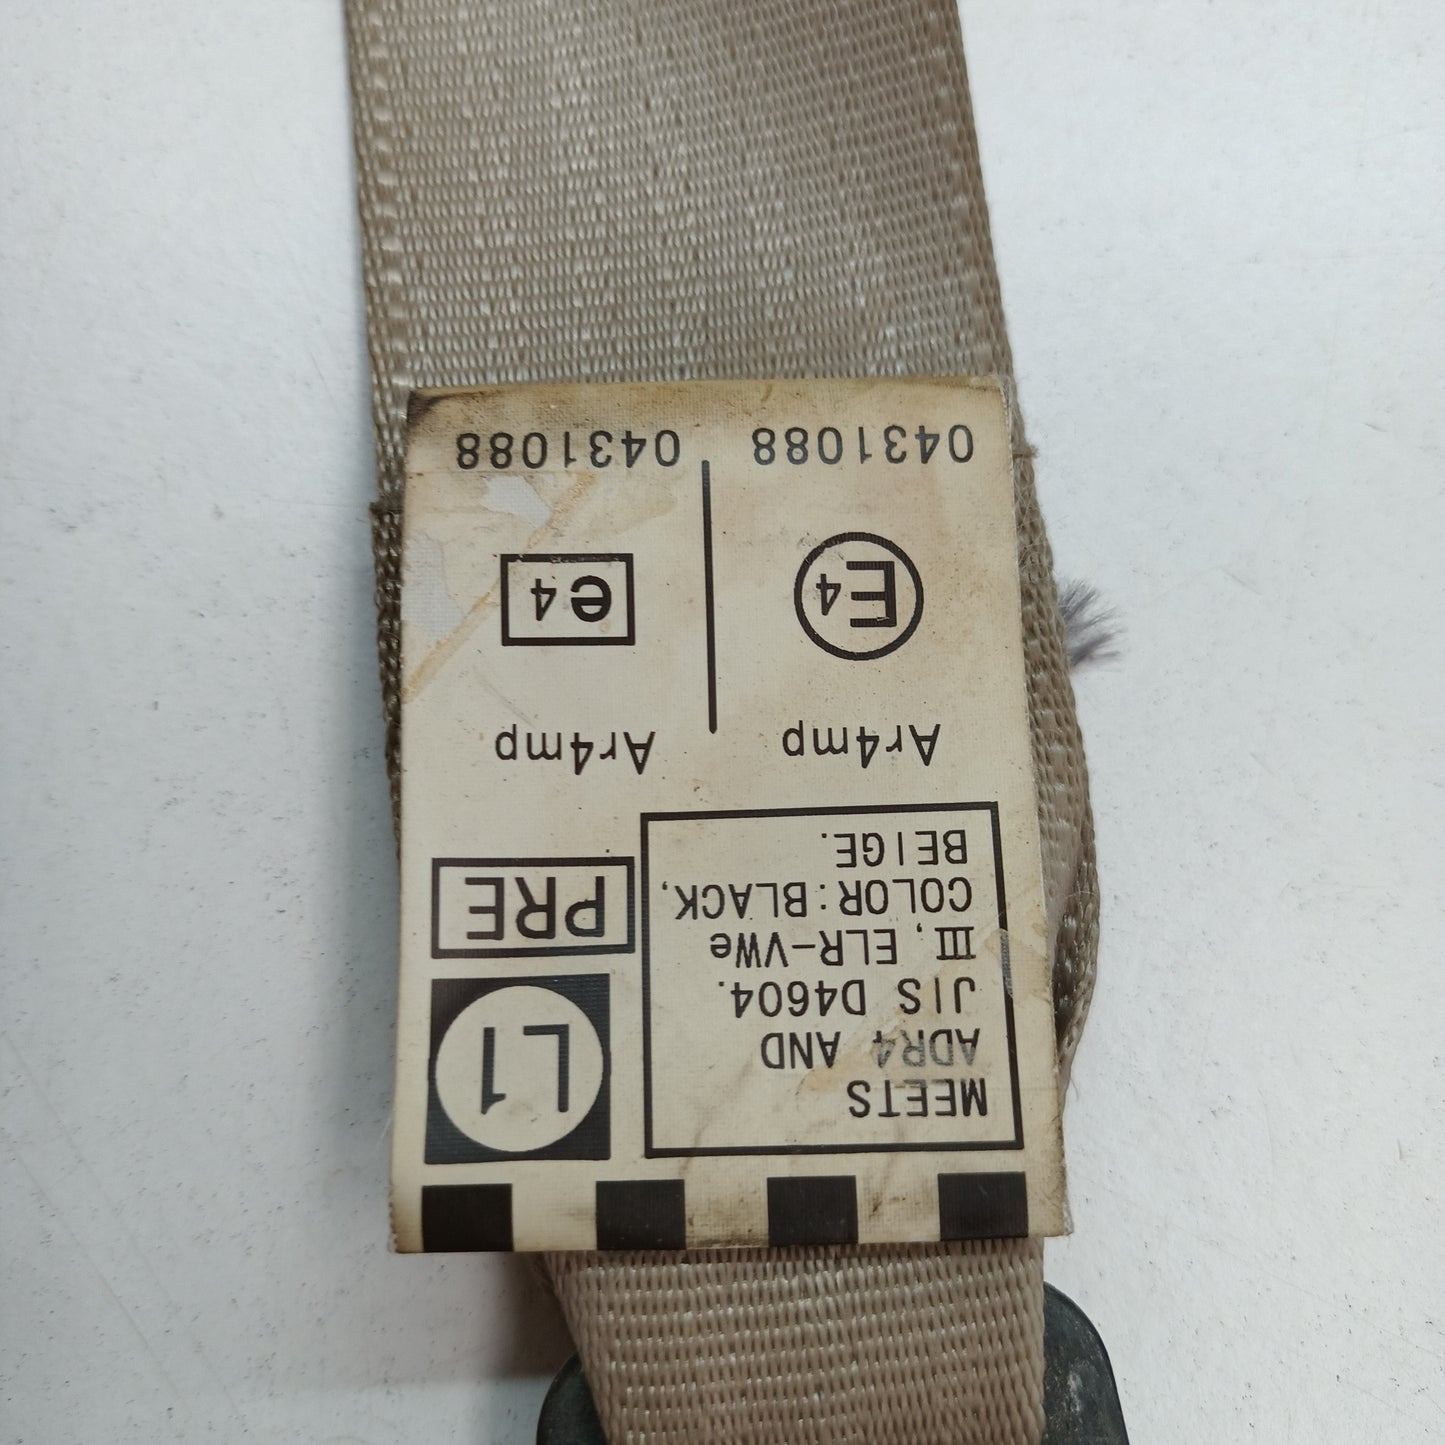 MEETS
ADR4 AND
JIS D4604.
III, ELR-VWe
COLOR:BLACK,
BEIGE.
L1
PRE
Ar4mp
E4
0431088
Ar4mp
e4
0431088